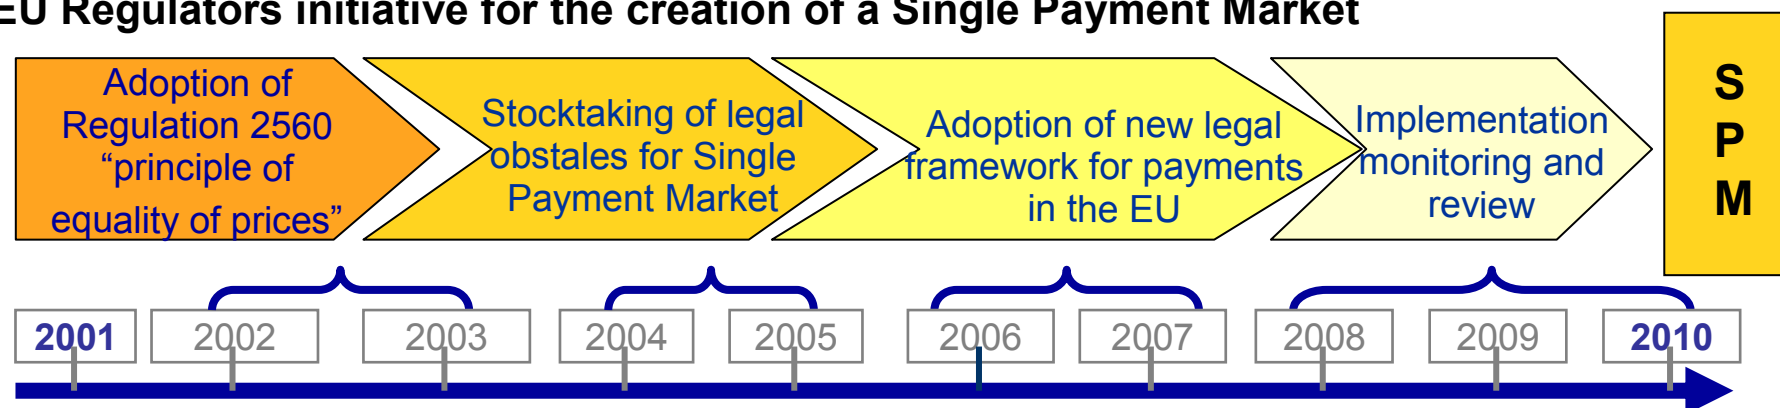 EU Regulators initiative for the creation of a Single Payment Market
Adoption of
Regulation 2560
“principle of
equality of prices”
Stocktaking of legal
obstales for Single
Payment Market
Adoption of new legal
framework for payments
in the EU
Implementation
monitoring and
review
S
P
M
2001 2002 2003 2004 2005 2006 2007 2008 2009 2010